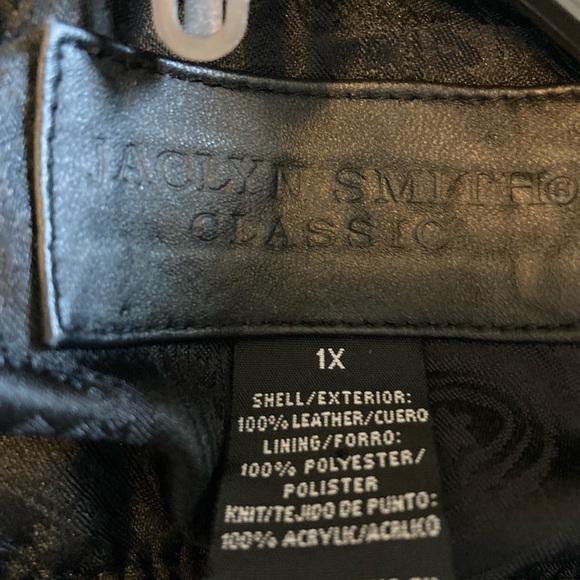 JACLYN SMITH®
CLASSIC
1X
SHELL/EXTERIOR:
100% LEATHER/CUERO
LINING/FORRO:
100% POLYESTER/
POLISTER
KNIT/TEJIDO DE PUNTO:
100% ACRYLIC/ACRLICO